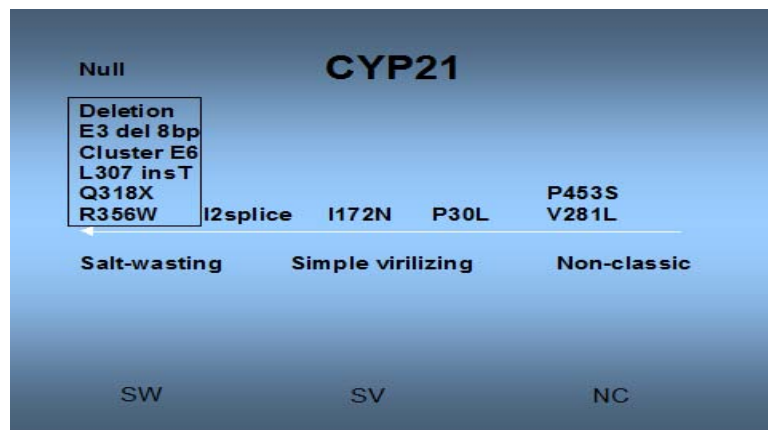 CYP21
Null
Deletion
E3 del 8bp
Cluster E6
L307 insT
Q318X
R356W I2splice I172N P30L P453S
V281L
Salt-wasting Simple virilizing Non-classic
SW SV NC